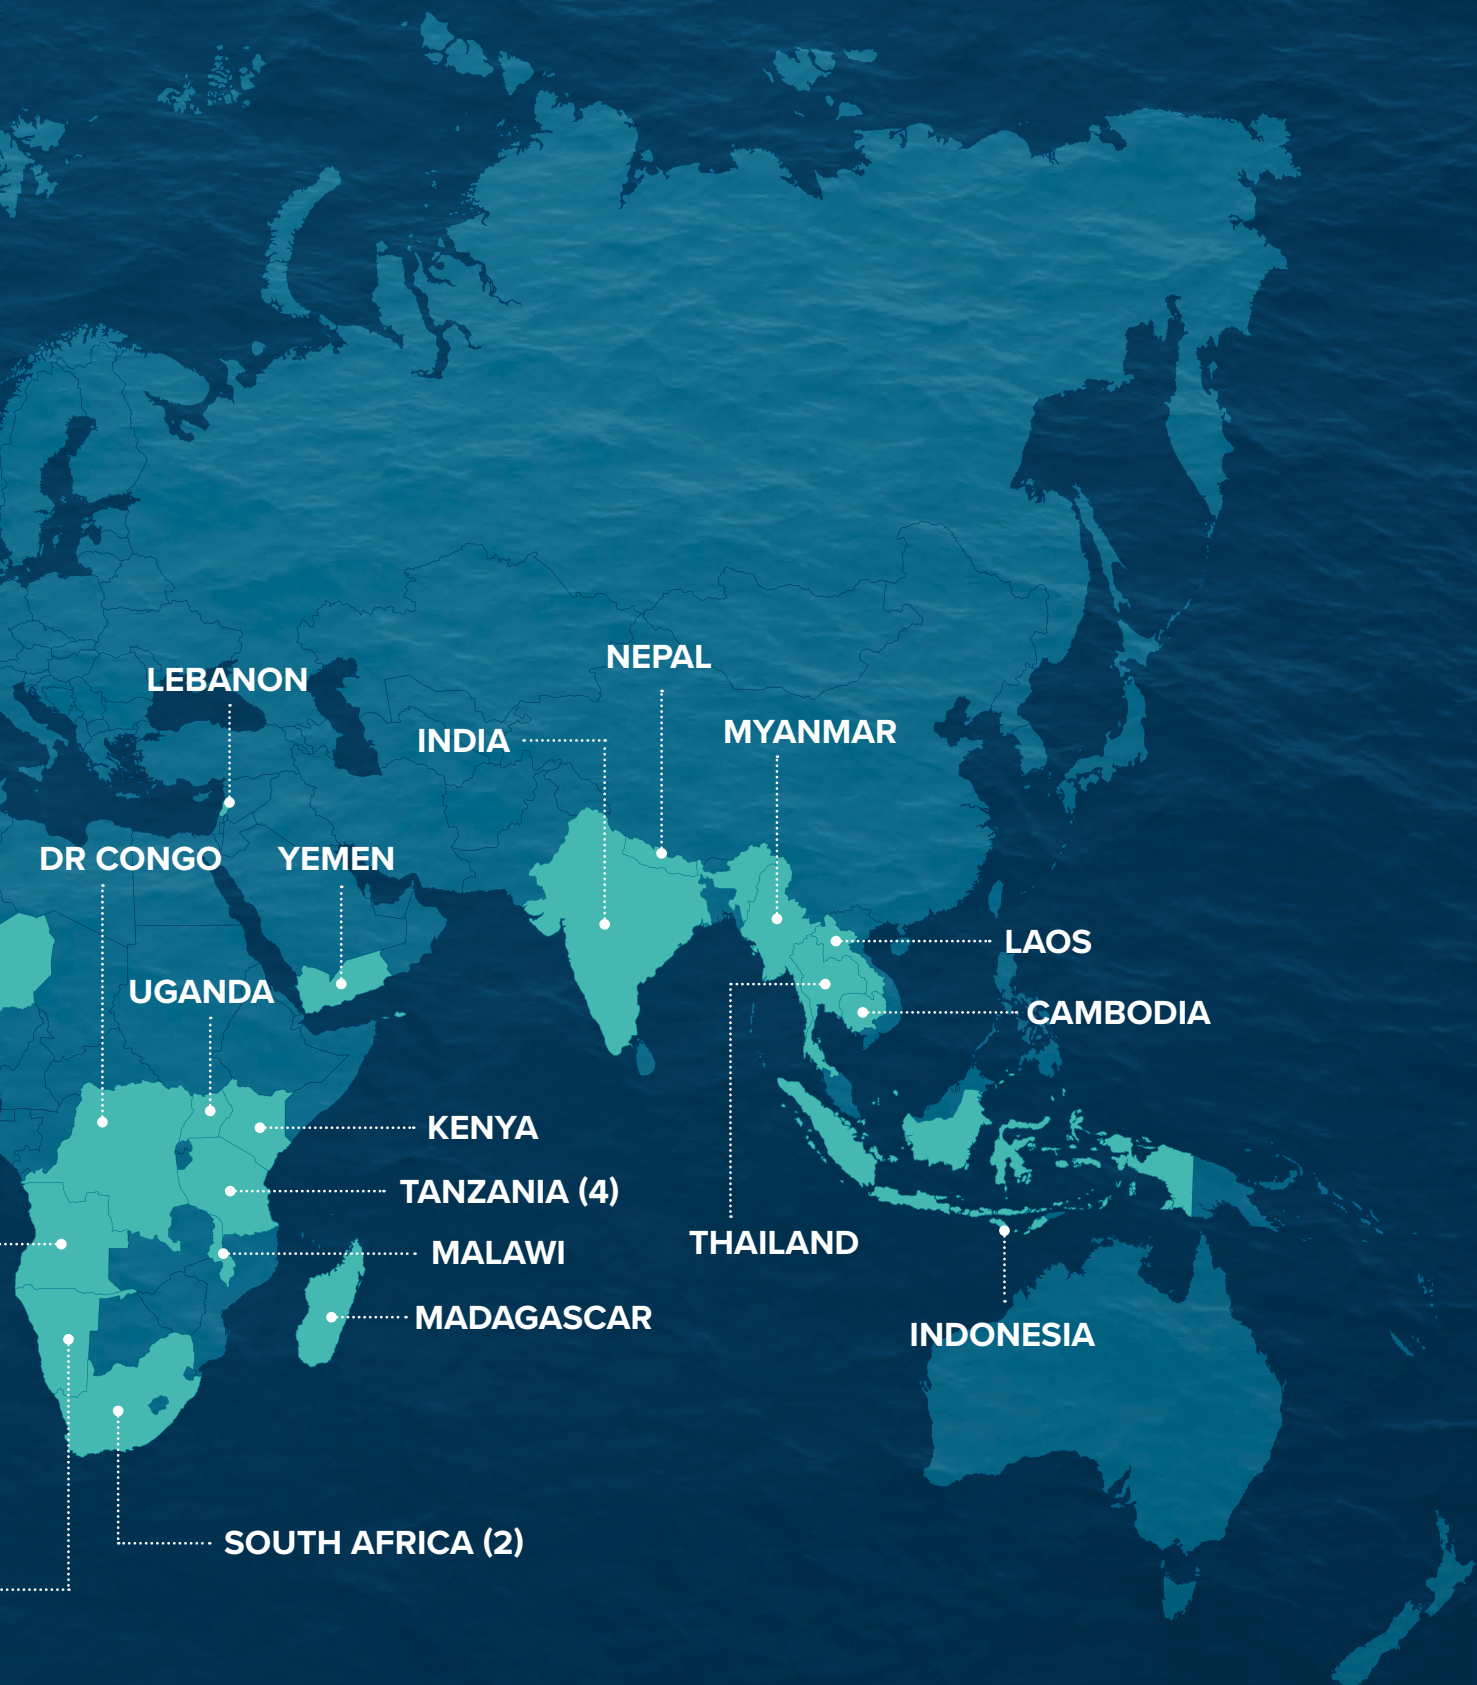 NEPAL
LEBANON
MYANMAR
INDIA
DR CONGO
YEMEN
LAOS
UGANDA
CAMBODIA
KENYA
TANZANIA (4)
THAILAND
MALAWI
MADAGASCAR
INDONESIA
SOUTH AFRICA (2)